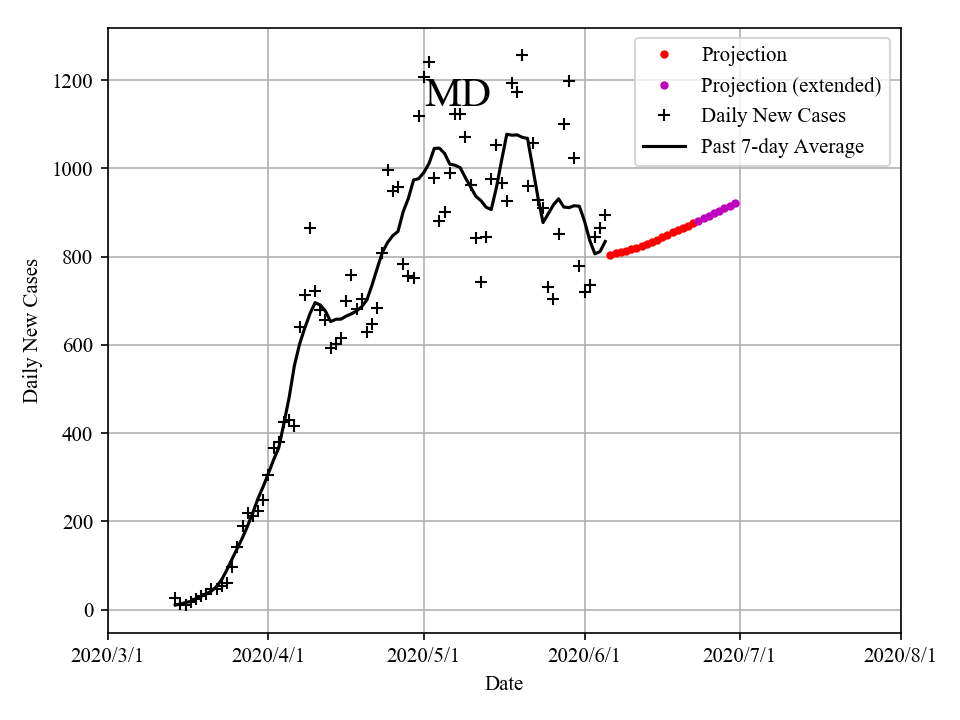 MD
Projection
Projection (extended)
Daily New Cases
Past 7-day Average
1200
1000
800
600
400
200
0
Daily New Cases
2020/3/1
2020/4/1
2020/5/1
2020/6/1
2020/7/1
2020/8/1
Date